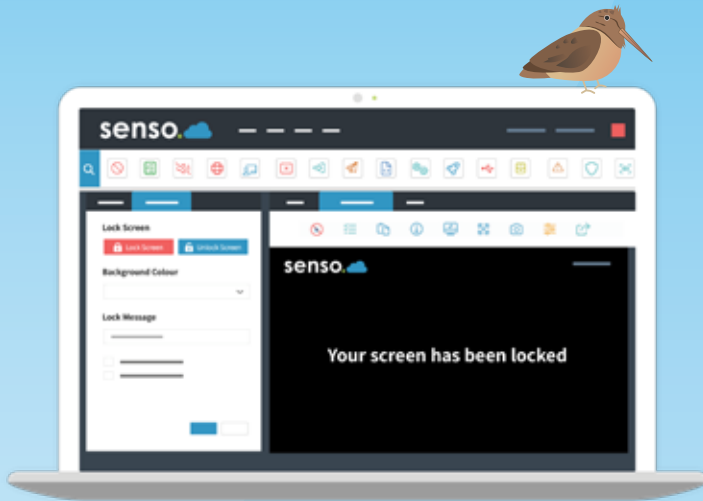 senso.
Lock Screen
Lock Screen Unlock Screen
Background Colour
Lock Message
senso.
Your screen has been locked